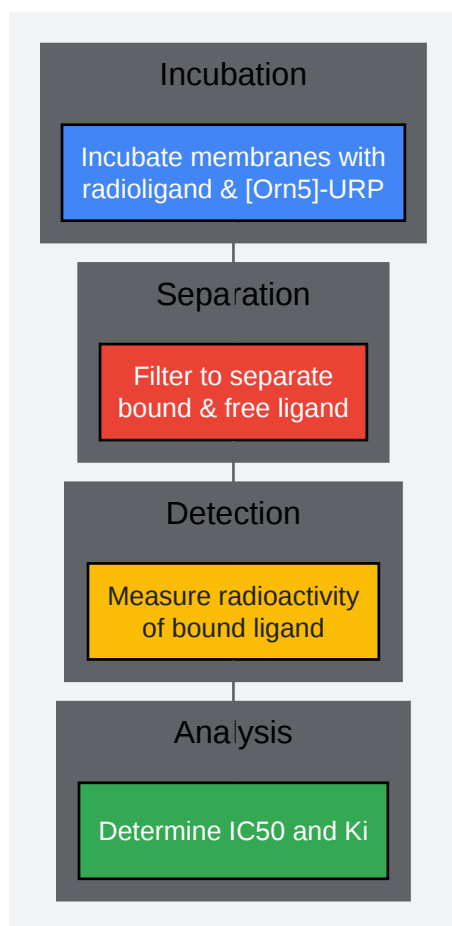 Incubation
Incubate membranes with
radioligand & [Orn5]-URP
Separation
Filter to separate
bound & free ligand
Detection
Measure radioactivity
of bound ligand
Analysis
Determine IC50 and Ki